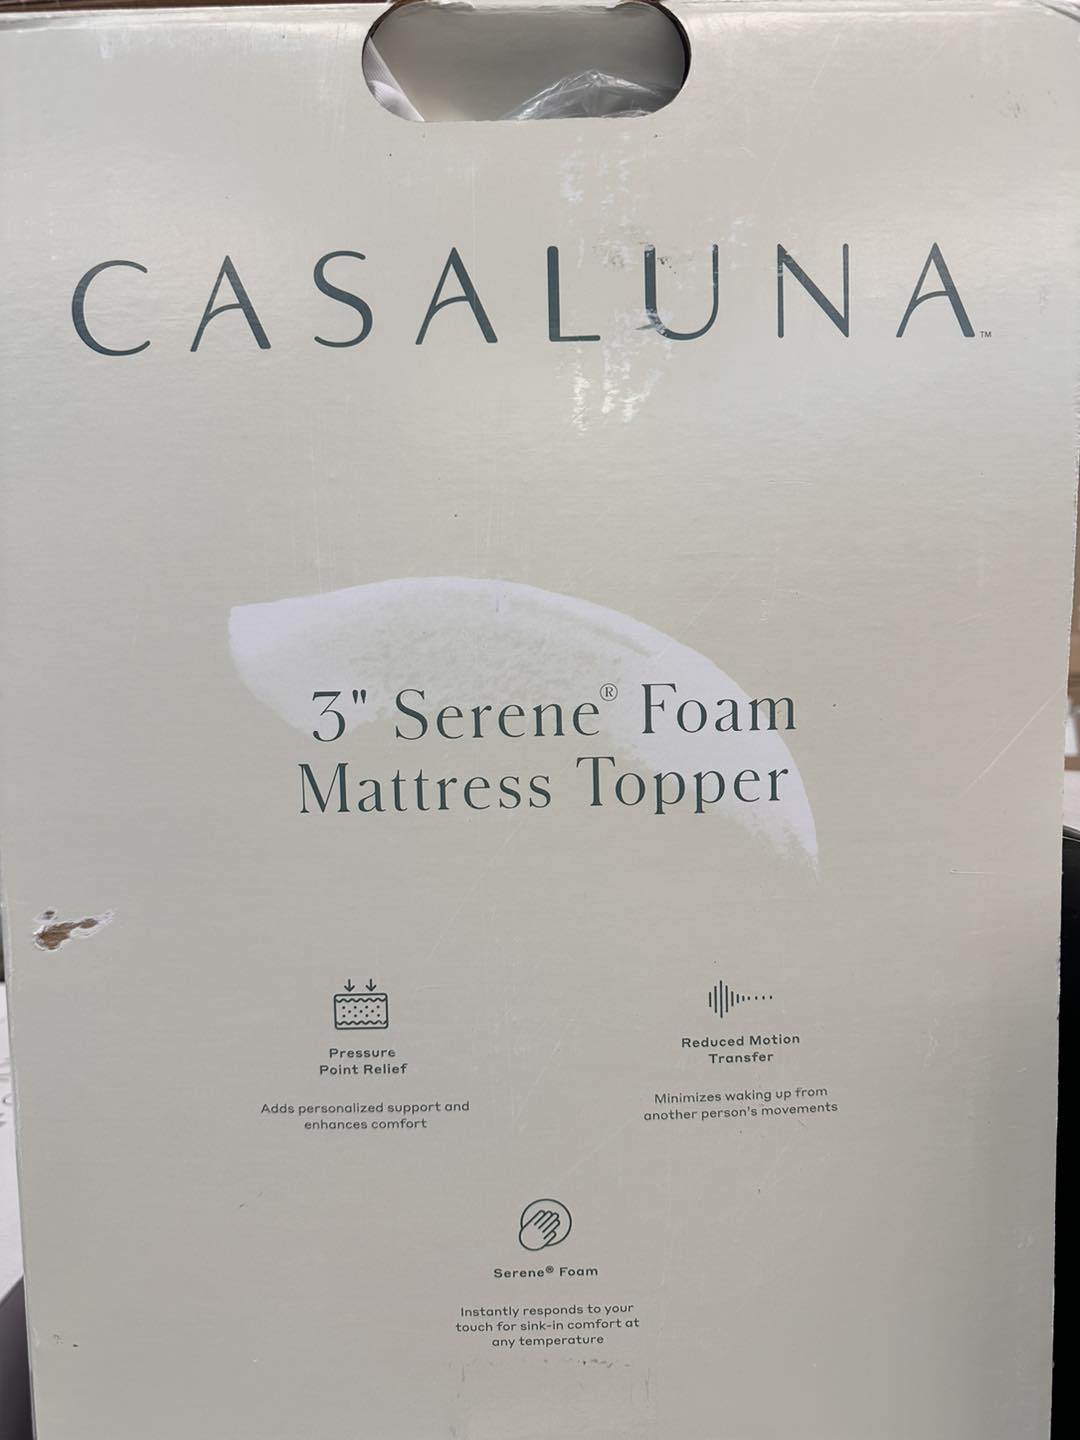 CASALUNA™
3" Serene® Foam
Mattress Topper
Pressure
Point Relief
Adds personalized support and
enhances comfort
Reduced Motion
Transfer
Minimizes waking up from
another person's movements
Serene® Foam
Instantly responds to your
touch for sink-in comfort at
any temperature